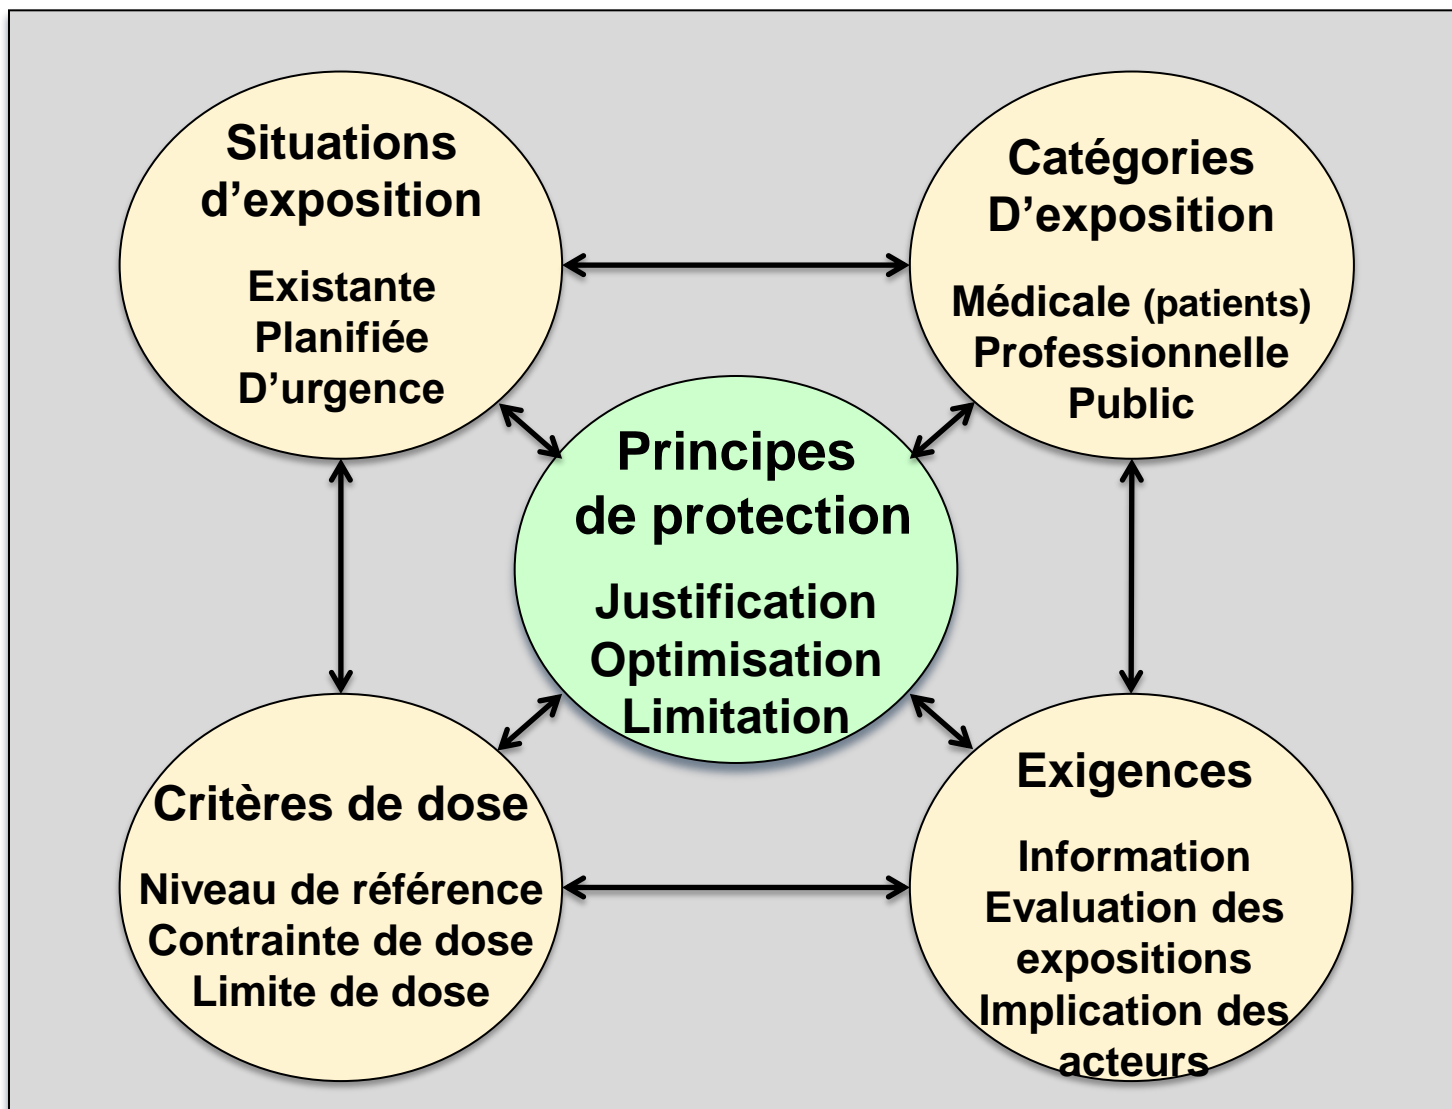 Situations
d’exposition
Existante
Planifiée
D’urgence
Catégories
D’exposition
Médicale (patients)
Professionnelle
Public
Principes
de protection
Justification
Optimisation
Limitation
Critères de dose
Niveau de référence
Contrainte de dose
Limite de dose
Exigences
Information
Evaluation des
expositions
Implication des
acteurs